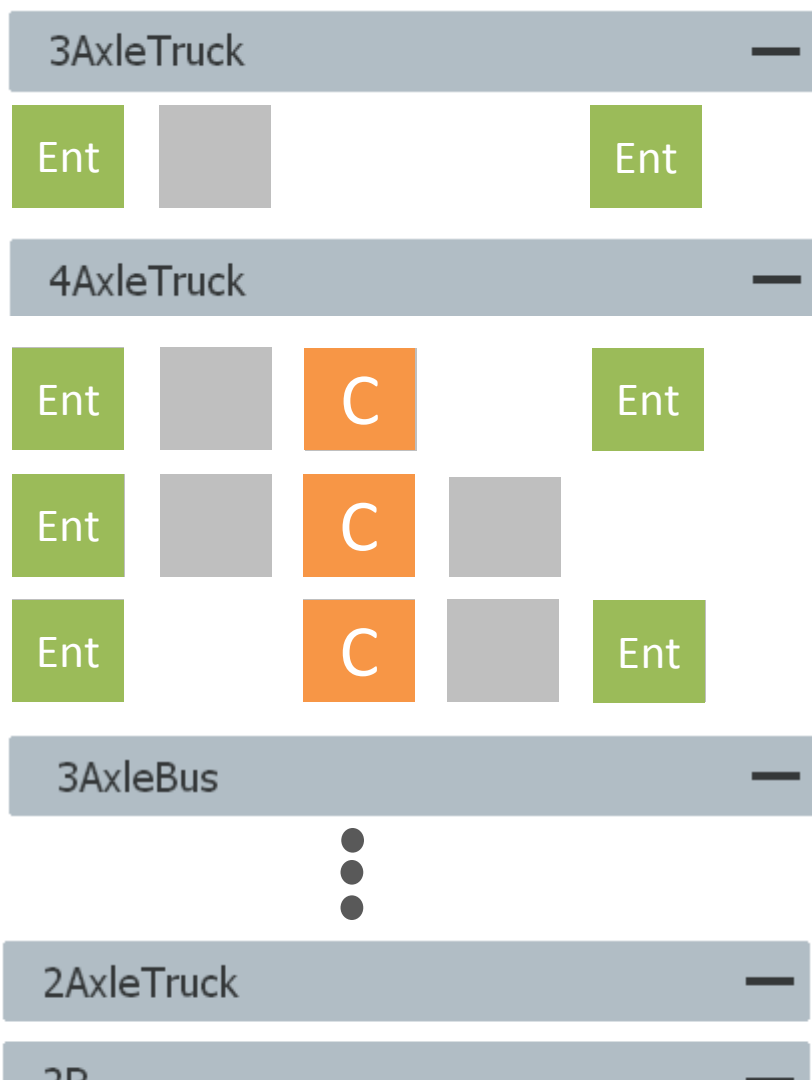 3AxleTruck
Ent Ent
4AxleTruck
Ent C Ent
Ent C
Ent C Ent
3AxleBus
2AxleTruck